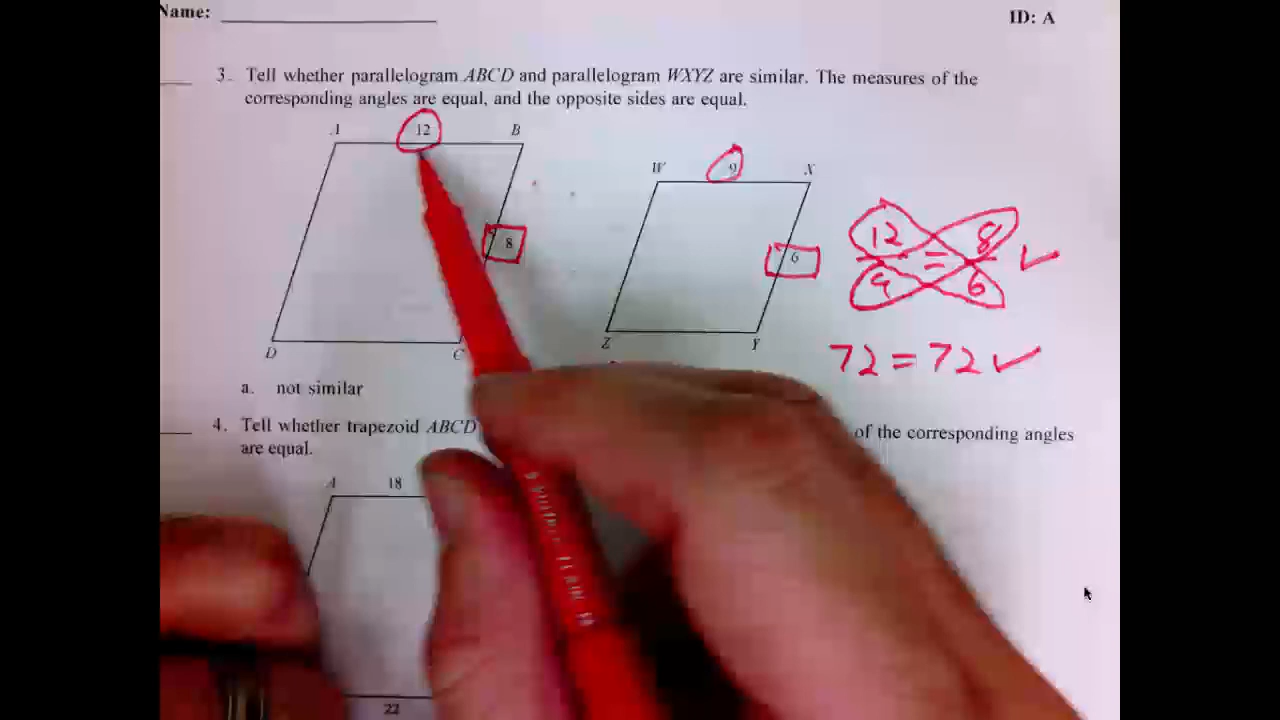 Name:
ID: A
3. Tell whether parallelogram ABCD and parallelogram WXYZ are similar. The measures of the
corresponding angles are equal, and the opposite sides are equal.
A 12 B
W 9 X
8
6
12 = 8
9 6
72 = 72 ✓
D C
Z Y
a. not similar
4. Tell whether trapezoid ABCD of the corresponding angles
are equal.
A 18
22